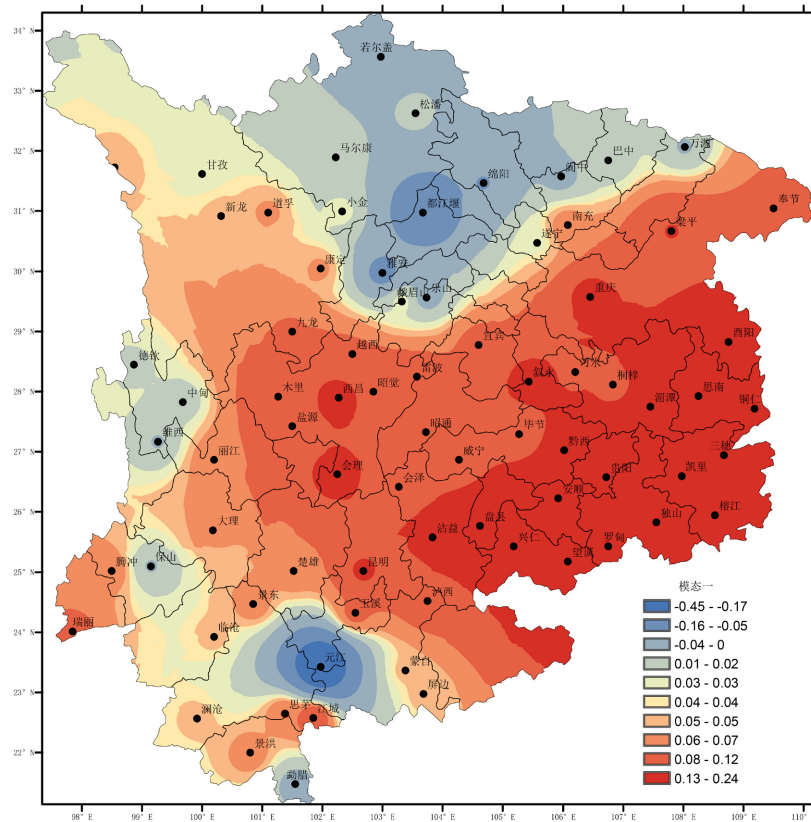 34° N
33° N
32° N
31° N
30° N
29° N
28° N
27° N
26° N
25° N
24° N
23° N
22° N
若尔盖
松潘
马尔康
甘孜
绵阳
阆中
巴中
万源
小金
都江堰
新龙
道孚
南充
奉节
遂宁
梁平
康定
雅安
峨眉山
乐山
重庆
九龙
越西
宜宾
酉阳
德钦
雷波
叙永
习水
桐梓
中甸
木里
西昌
昭觉
思南
湄潭
铜仁
盐源
维西
昭通
毕节
丽江
威宁
黔西
三穗
会理
会泽
贵阳
凯里
安顺
大理
沾益
盘县
独山
榕江
兴仁
望谟
罗甸
腾冲
保山
楚雄
昆明
景东
玉溪
泸西
瑞丽
临沧
元江
蒙自
屏边
澜沧
思茅
江城
景洪
勐腊
模态一
-0.45 - -0.17
-0.16 - -0.05
-0.04 - 0
0.01 - 0.02
0.03 - 0.03
0.04 - 0.04
0.05 - 0.05
0.06 - 0.07
0.08 - 0.12
0.13 - 0.24
98° E
99° E
100° E
101° E
102° E
103° E
104° E
105° E
106° E
107° E
108° E
109° E
110° E